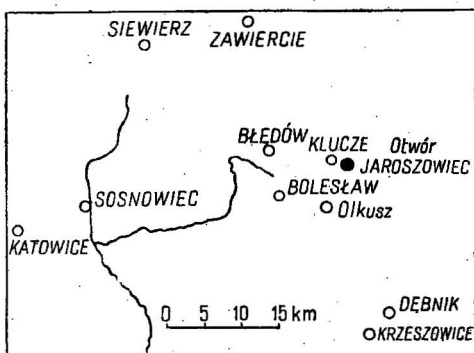 SIEWIERZ
ZAWIERCIE
BŁĘDÓW
KLUCZE
Otwór
JAROSZOWIEC
BOLESŁAW
SOSNOWIEC
Olkusz
KATOWICE
0 5 10 15 km
DĘBNIK
KRZESZOWICE